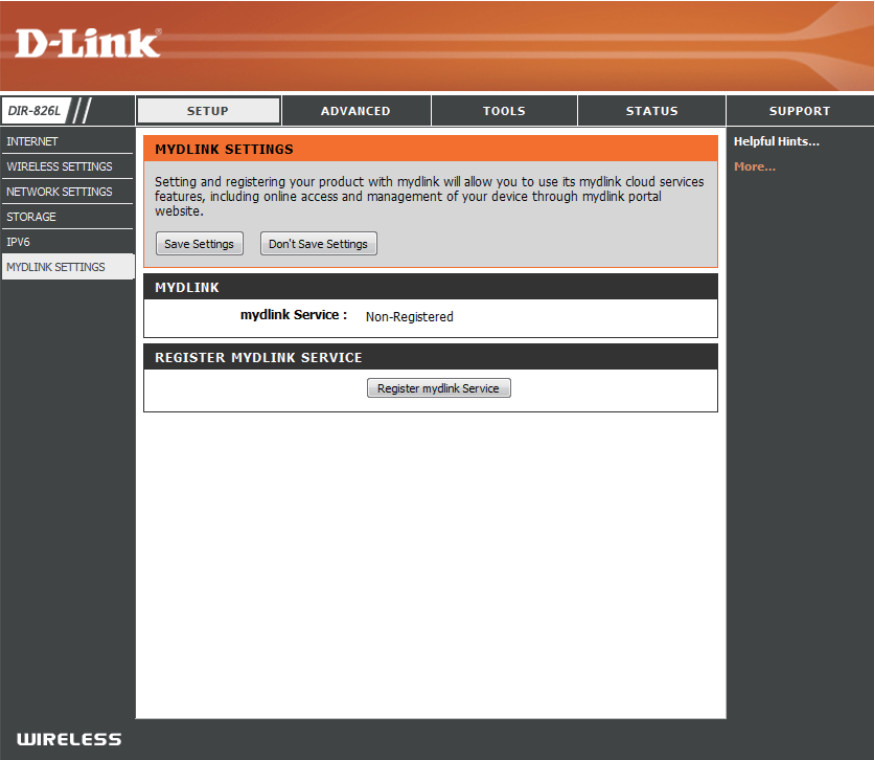 D-Link
DIR-826L
SETUP
ADVANCED
TOOLS
STATUS
SUPPORT
INTERNET
WIRELESS SETTINGS
NETWORK SETTINGS
STORAGE
IPV6
MYDLINK SETTINGS
MYDLINK SETTINGS
Setting and registering your product with mydlink will allow you to use its mydlink cloud services
features, including online access and management of your device through mydlink portal
website.
Save Settings
Don't Save Settings
MYDLINK
mydlink Service : Non-Registered
REGISTER MYDLINK SERVICE
Register mydlink Service
Helpful Hints...
More...
WIRELESS